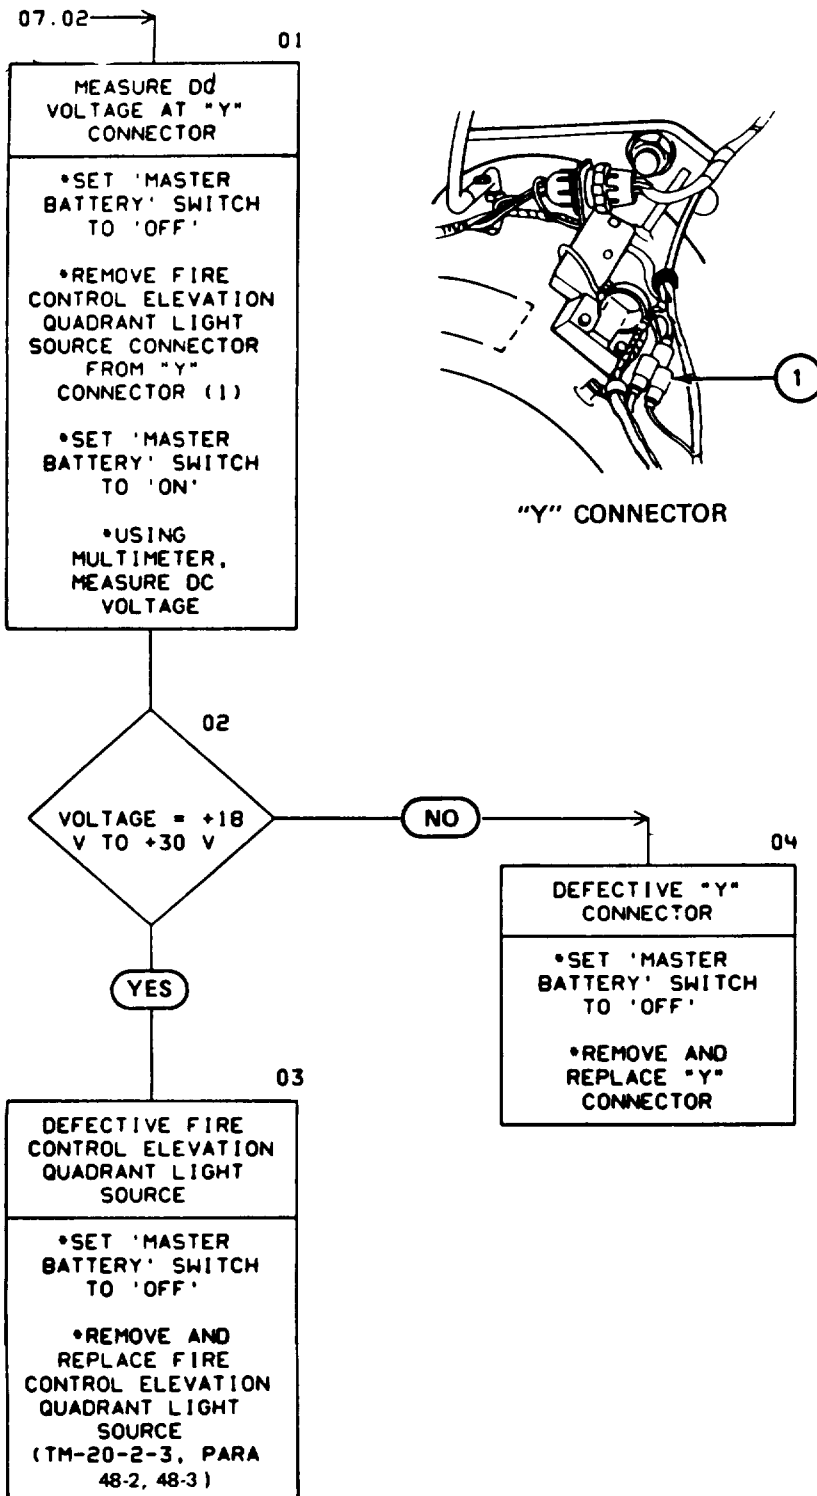 07.02
01
MEASURE DC
VOLTAGE AT "Y"
CONNECTOR
*SET 'MASTER
BATTERY' SWITCH
TO 'OFF'
*REMOVE FIRE
CONTROL ELEVATION
QUADRANT LIGHT
SOURCE CONNECTOR
FROM "Y"
CONNECTOR (1)
*SET 'MASTER
BATTERY' SWITCH
TO 'ON'
*USING
MULTIMETER,
MEASURE DC
VOLTAGE
1
"Y" CONNECTOR
02
VOLTAGE = +18
V TO +30 V
NO
YES
04
DEFECTIVE "Y"
CONNECTOR
*SET 'MASTER
BATTERY' SWITCH
TO 'OFF'
*REMOVE AND
REPLACE "Y"
CONNECTOR
03
DEFECTIVE FIRE
CONTROL ELEVATION
QUADRANT LIGHT
SOURCE
*SET 'MASTER
BATTERY' SWITCH
TO 'OFF'
*REMOVE AND
REPLACE FIRE
CONTROL ELEVATION
QUADRANT LIGHT
SOURCE
(TM-20-2-3, PARA
48-2, 48-3)